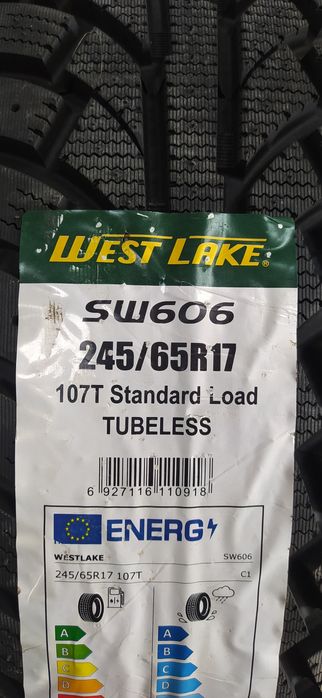 WEST LAKE®
SW606
245/65R17
107T Standard Load
TUBELESS
6 927116 110918
ENERG
WESTLAKE SW606
245/65R17 107T C1
A A
B B
C C
D D